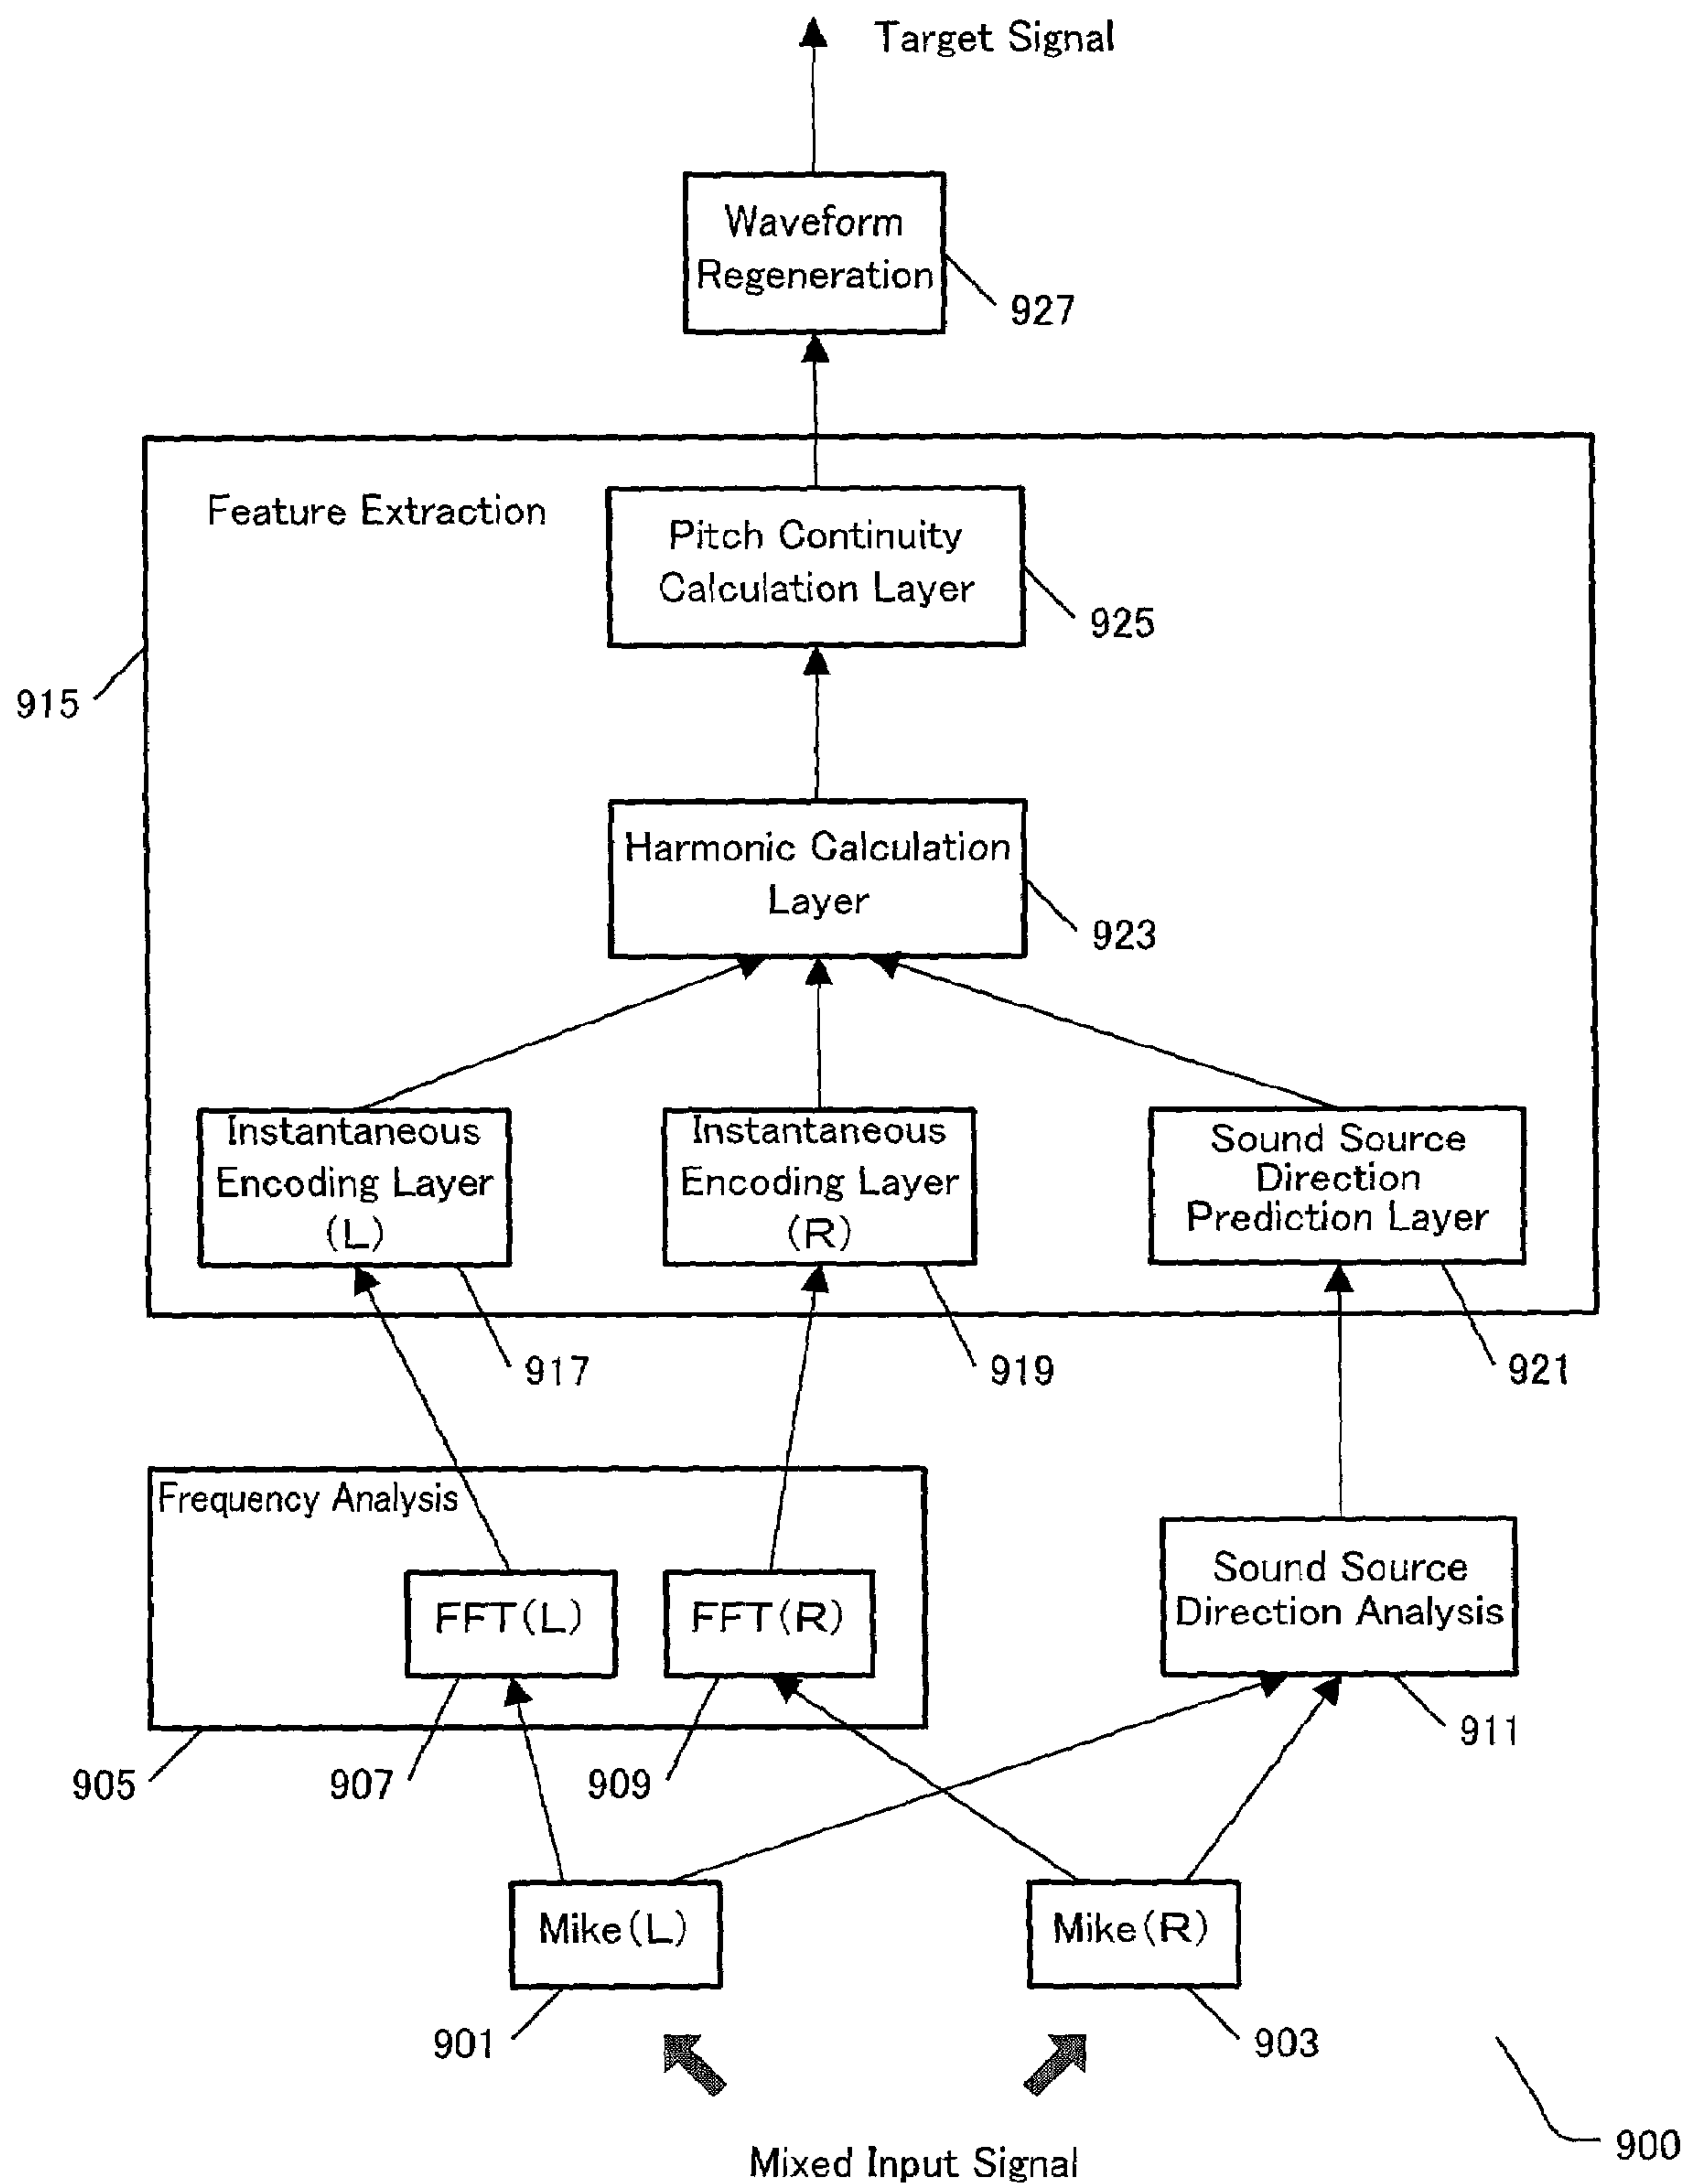 Target Signal
Waveform
Regeneration
927
Feature Extraction
Pitch Continuity
Calculation Layer
925
915
Harmonic Calculation
Layer
923
Instantaneous
Encoding Layer
(L)
Instantaneous
Encoding Layer
(R)
Sound Source
Direction
Prediction Layer
917
919
921
Frequency Analysis
FFT(L)
FFT(R)
Sound Source
Direction Analysis
905
907
909
911
Mike(L)
Mike(R)
901
903
Mixed Input Signal
900